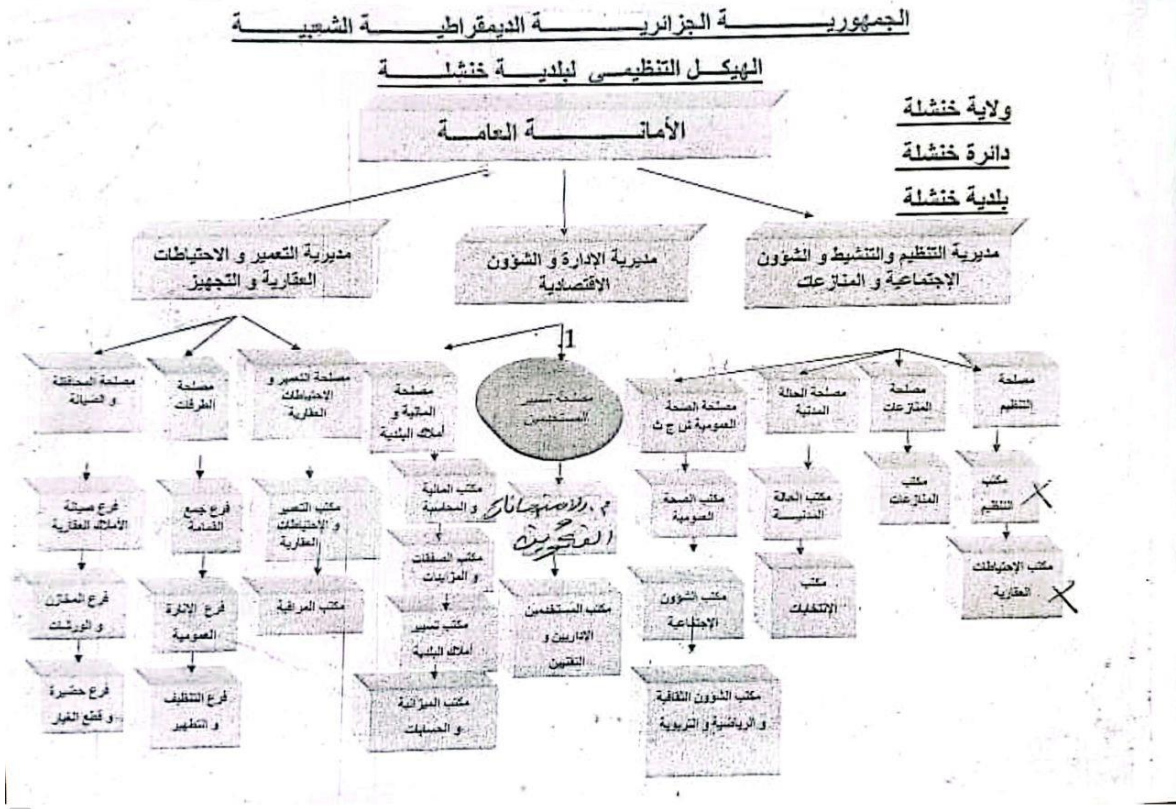 الجمهورية الجزائرية الديمقراطية الشعبية
الهيكل التنظيمي لبلدية خنشلة
ولاية خنشلة
دائرة خنشلة
بلدية خنشلة
الأمانة العامة
مديرية التنظيم والتنشيط و الشؤون
الإجتماعية و المنازعات
مديرية الإدارة و الشؤون
الاقتصادية
مديرية التعمير و الاحتياطات
العقارية و التجهيز
1
مصلحة
التنظيم
مصلحة
المنازعات
مصلحة الحالة
المدنية
مصلحة الصحة
العمومية ش ج ث
مصلحة تسيير
المستخدمين
مصلحة
المالية و
أملاك البلدية
مصلحة التعمير و
الإحتياطات
العقارية
مصلحة
الطرقات
مصلحة المحافظة
و الصيانة
مكتب
التنظيم
مكتب
المنازعات
مكتب الحالة
المدنية
مكتب الصحة
العمومية
مكتب المالية
و المحاسبة
مكتب التعمير
و الإحتياطات
العقارية
فرع جمع
القمامة
فرع صيانة
الأملاك العقارية
مكتب الإحتياطات
العقارية
مكتب
الإنتخابات
مكتب الشؤون
الإجتماعية
مكتب المستخدمين
الإداريين و
التقنيين
مكتب الصفقات
و المزايدات
مكتب تسيير
أملاك البلدية
مكتب المراقبة
فرع الإنارة
العمومية
فرع المخازن
و الورشات
مكتب الشؤون الثقافية
و الرياضية و التربوية
مكتب الميزانية
و الحسابات
فرع التنظيف
و التطهير
فرع حضيرة
و قطع الغيار